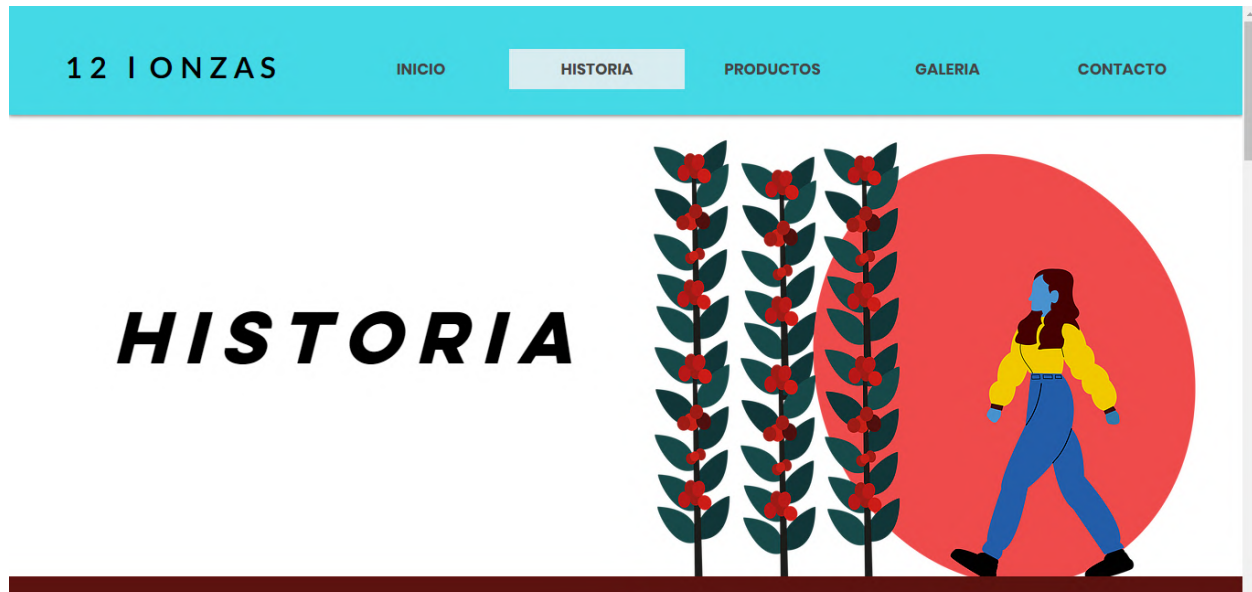 12 | ONZAS
INICIO
HISTORIA
PRODUCTOS
GALERIA
CONTACTO
HISTORIA